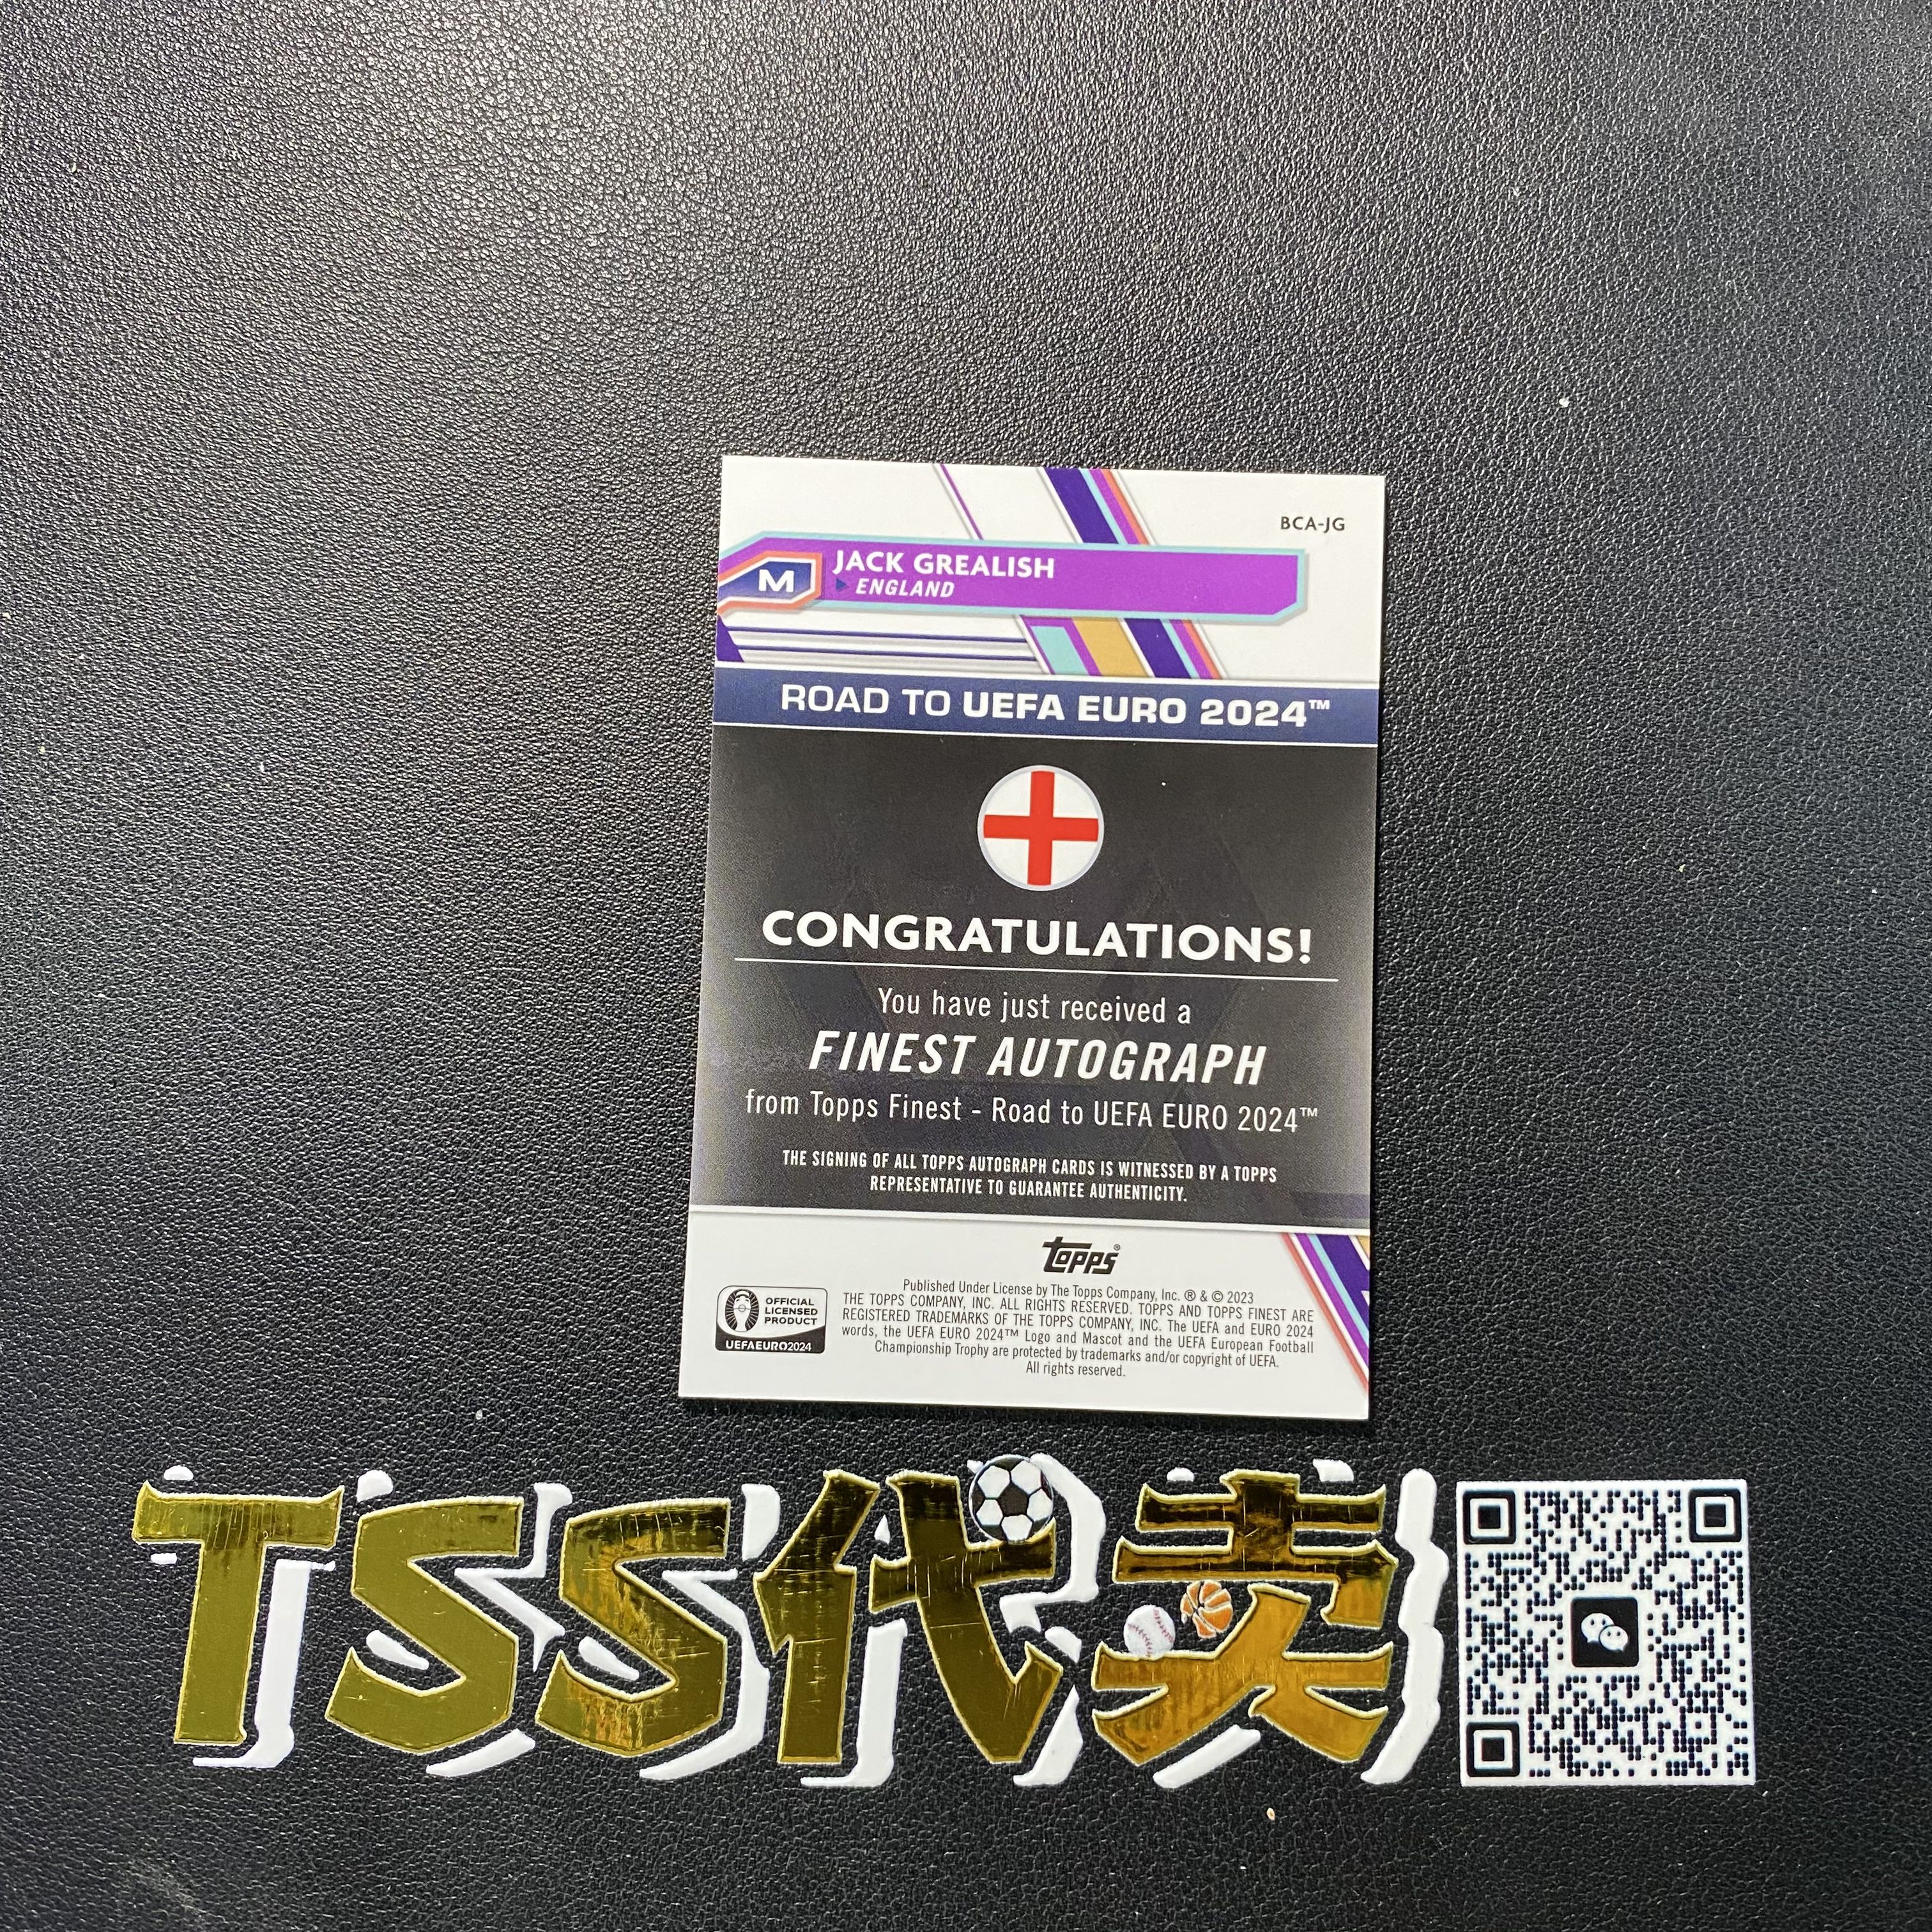 BCA-JG
M
JACK GREALISH
ENGLAND
ROAD TO UEFA EURO 2024™
CONGRATULATIONS!
You have just received a
FINEST AUTOGRAPH
from Topps Finest - Road to UEFA EURO 2024™
THE SIGNING OF ALL TOPPS AUTOGRAPH CARDS IS WITNESSED BY A TOPPS
REPRESENTATIVE TO GUARANTEE AUTHENTICITY.
topps®
OFFICIAL
LICENSED
PRODUCT
UEFAEURO2024
Published Under License by The Topps Company, Inc. ® & © 2023
THE TOPPS COMPANY, INC. ALL RIGHTS RESERVED. TOPPS AND TOPPS FINEST ARE
REGISTERED TRADEMARKS OF THE TOPPS COMPANY, INC. The UEFA and EURO 2024
words, the UEFA EURO 2024™ Logo and Mascot and the UEFA European Football
Championship Trophy are protected by trademarks and/or copyright of UEFA.
All rights reserved.
TSS代卖